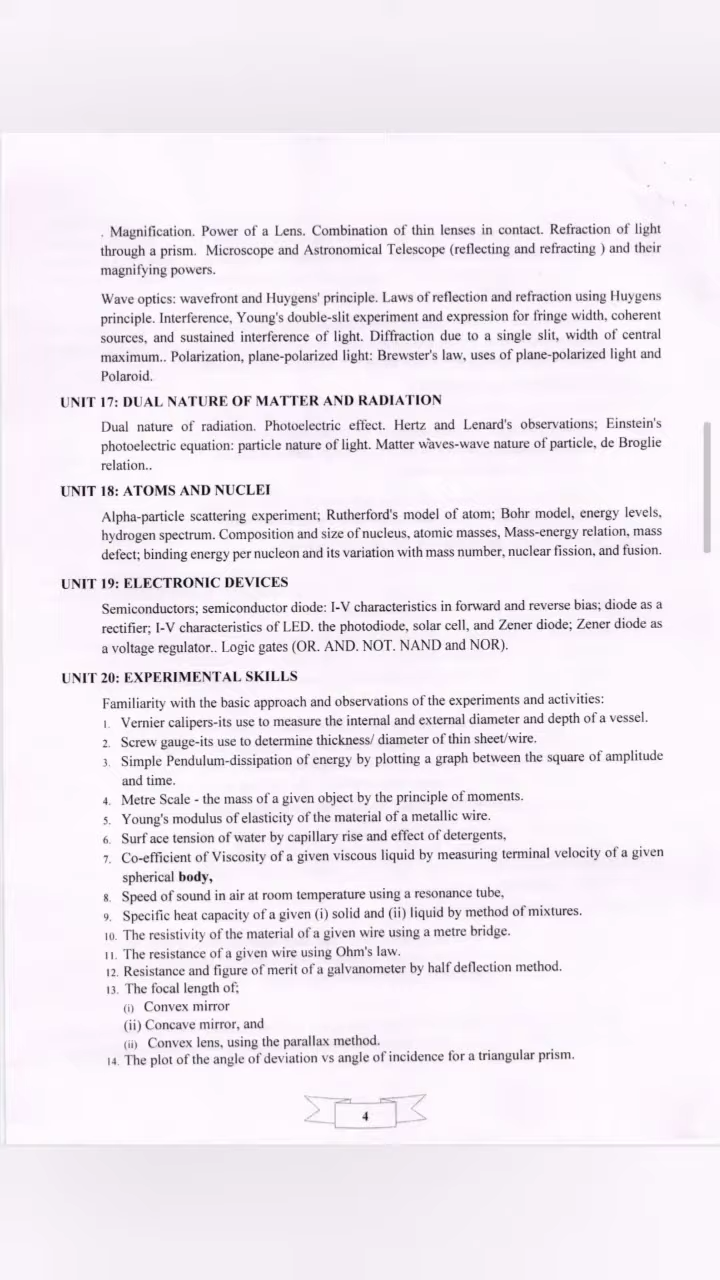 . Magnification. Power of a Lens. Combination of thin lenses in contact. Refraction of light
through a prism. Microscope and Astronomical Telescope (reflecting and refracting ) and their
magnifying powers.
Wave optics: wavefront and Huygens' principle. Laws of reflection and refraction using Huygens
principle. Interference, Young's double-slit experiment and expression for fringe width, coherent
sources, and sustained interference of light. Diffraction due to a single slit, width of central
maximum.. Polarization, plane-polarized light: Brewster's law, uses of plane-polarized light and
Polaroid.
UNIT 17: DUAL NATURE OF MATTER AND RADIATION
Dual nature of radiation. Photoelectric effect. Hertz and Lenard's observations; Einstein's
photoelectric equation: particle nature of light. Matter waves-wave nature of particle, de Broglie
relation..
UNIT 18: ATOMS AND NUCLEI
Alpha-particle scattering experiment; Rutherford's model of atom; Bohr model, energy levels,
hydrogen spectrum. Composition and size of nucleus, atomic masses, Mass-energy relation, mass
defect; binding energy per nucleon and its variation with mass number, nuclear fission, and fusion.
UNIT 19: ELECTRONIC DEVICES
Semiconductors; semiconductor diode: I-V characteristics in forward and reverse bias; diode as a
rectifier; I-V characteristics of LED. the photodiode, solar cell, and Zener diode; Zener diode as
a voltage regulator.. Logic gates (OR. AND. NOT. NAND and NOR).
UNIT 20: EXPERIMENTAL SKILLS
Familiarity with the basic approach and observations of the experiments and activities:
1. Vernier calipers-its use to measure the internal and external diameter and depth of a vessel.
2. Screw gauge-its use to determine thickness/ diameter of thin sheet/wire.
3. Simple Pendulum-dissipation of energy by plotting a graph between the square of amplitude
and time.
4. Metre Scale - the mass of a given object by the principle of moments.
5. Young's modulus of elasticity of the material of a metallic wire.
6. Surf ace tension of water by capillary rise and effect of detergents,
7. Co-efficient of Viscosity of a given viscous liquid by measuring terminal velocity of a given
spherical body,
8. Speed of sound in air at room temperature using a resonance tube,
9. Specific heat capacity of a given (i) solid and (ii) liquid by method of mixtures.
10. The resistivity of the material of a given wire using a metre bridge.
11. The resistance of a given wire using Ohm's law.
12. Resistance and figure of merit of a galvanometer by half deflection method.
13. The focal length of;
(i) Convex mirror
(ii) Concave mirror, and
(ii) Convex lens, using the parallax method.
14. The plot of the angle of deviation vs angle of incidence for a triangular prism.
4